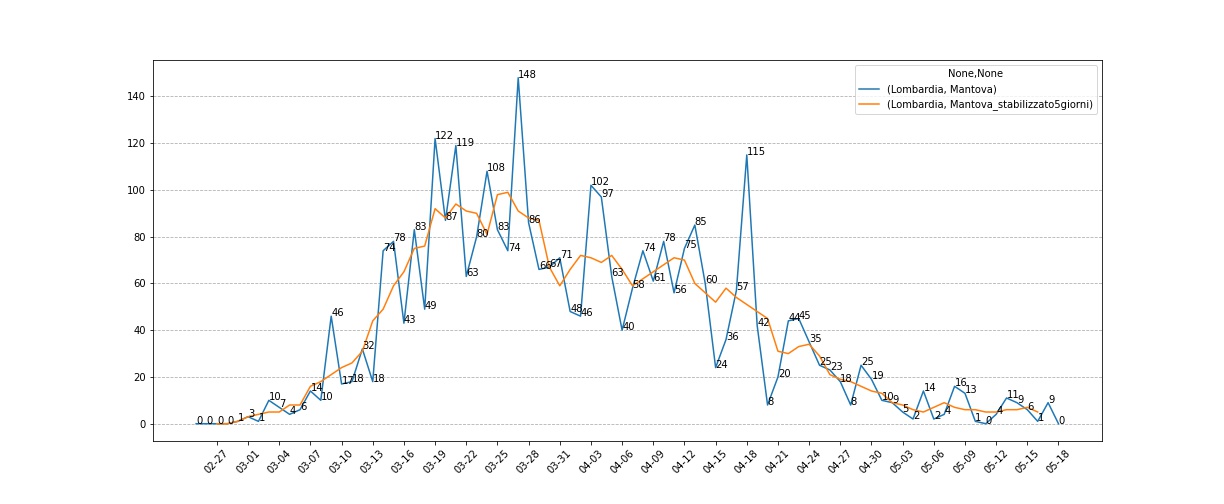 None,None
(Lombardia, Mantova)
(Lombardia, Mantova_stabilizzato5giorni)
140
120
100
80
60
40
20
0
0 0 0 0 1 3 1 10 7 4 6 14 10 46 17 18 32 18 74 78 43 83 49 122 87 119 63 80 108 83 74 148 86 66 67 71 48 46 102 97 63 40 58 74 61 78 56 75 85 60 24 36 57 115 42 8 20 44 45 35 25 23 18 8 25 19 10 9 5 2 14 2 4 16 13 1 0 4 11 9 6 1 9 0
02-27 03-01 03-04 03-07 03-10 03-13 03-16 03-19 03-22 03-25 03-28 03-31 04-03 04-06 04-09 04-12 04-15 04-18 04-21 04-24 04-27 04-30 05-03 05-06 05-09 05-12 05-15 05-18